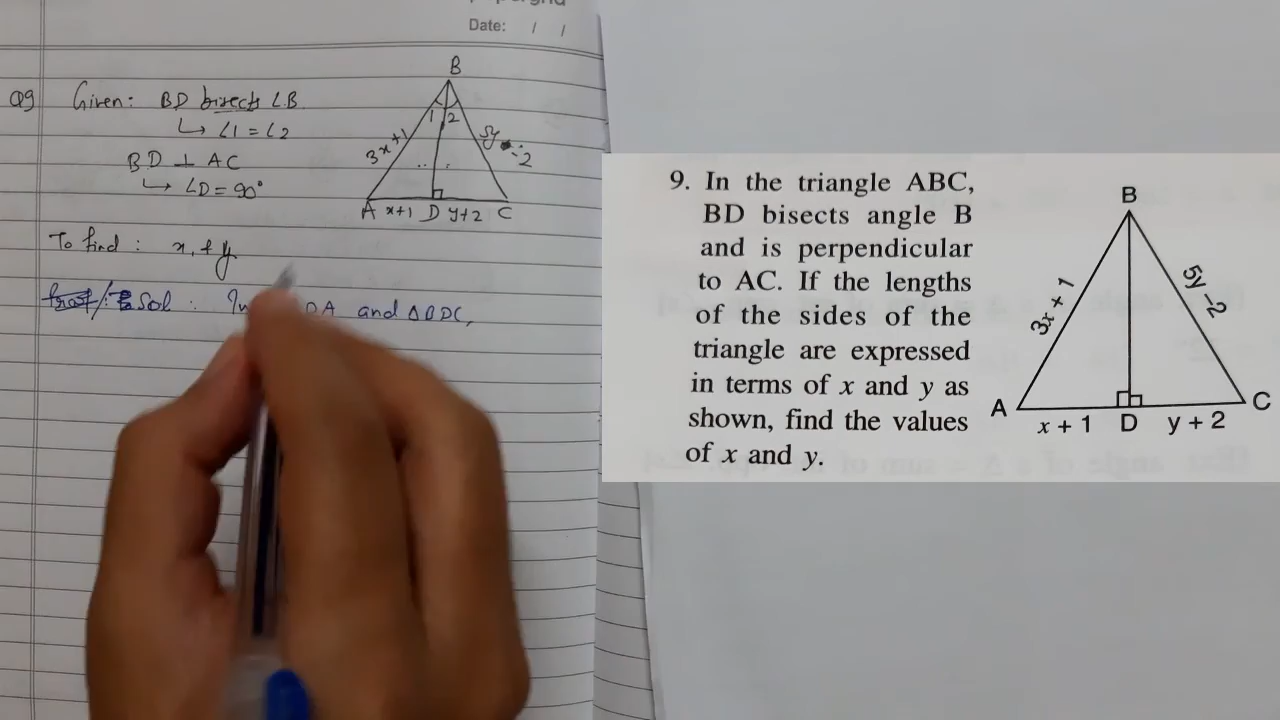 Date: / /
Q9 Given: BD bisects ∠B
↳ ∠1 = ∠2
BD ⊥ AC
↳ ∠D = 90°
B
1 2
3x+1
5y-2
A x+1 D y+2 C
To find : x, & y
Sol : In DA and ΔBDC,
9. In the triangle ABC,
BD bisects angle B
and is perpendicular
to AC. If the lengths
of the sides of the
triangle are expressed
in terms of x and y as
shown, find the values
of x and y.
B
3x + 1
5y -2
A x + 1 D y + 2 C